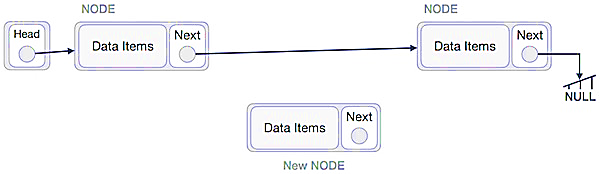 NODE
NODE
Head
Data Items
Next
Data Items
Next
NULL
Data Items
Next
New NODE